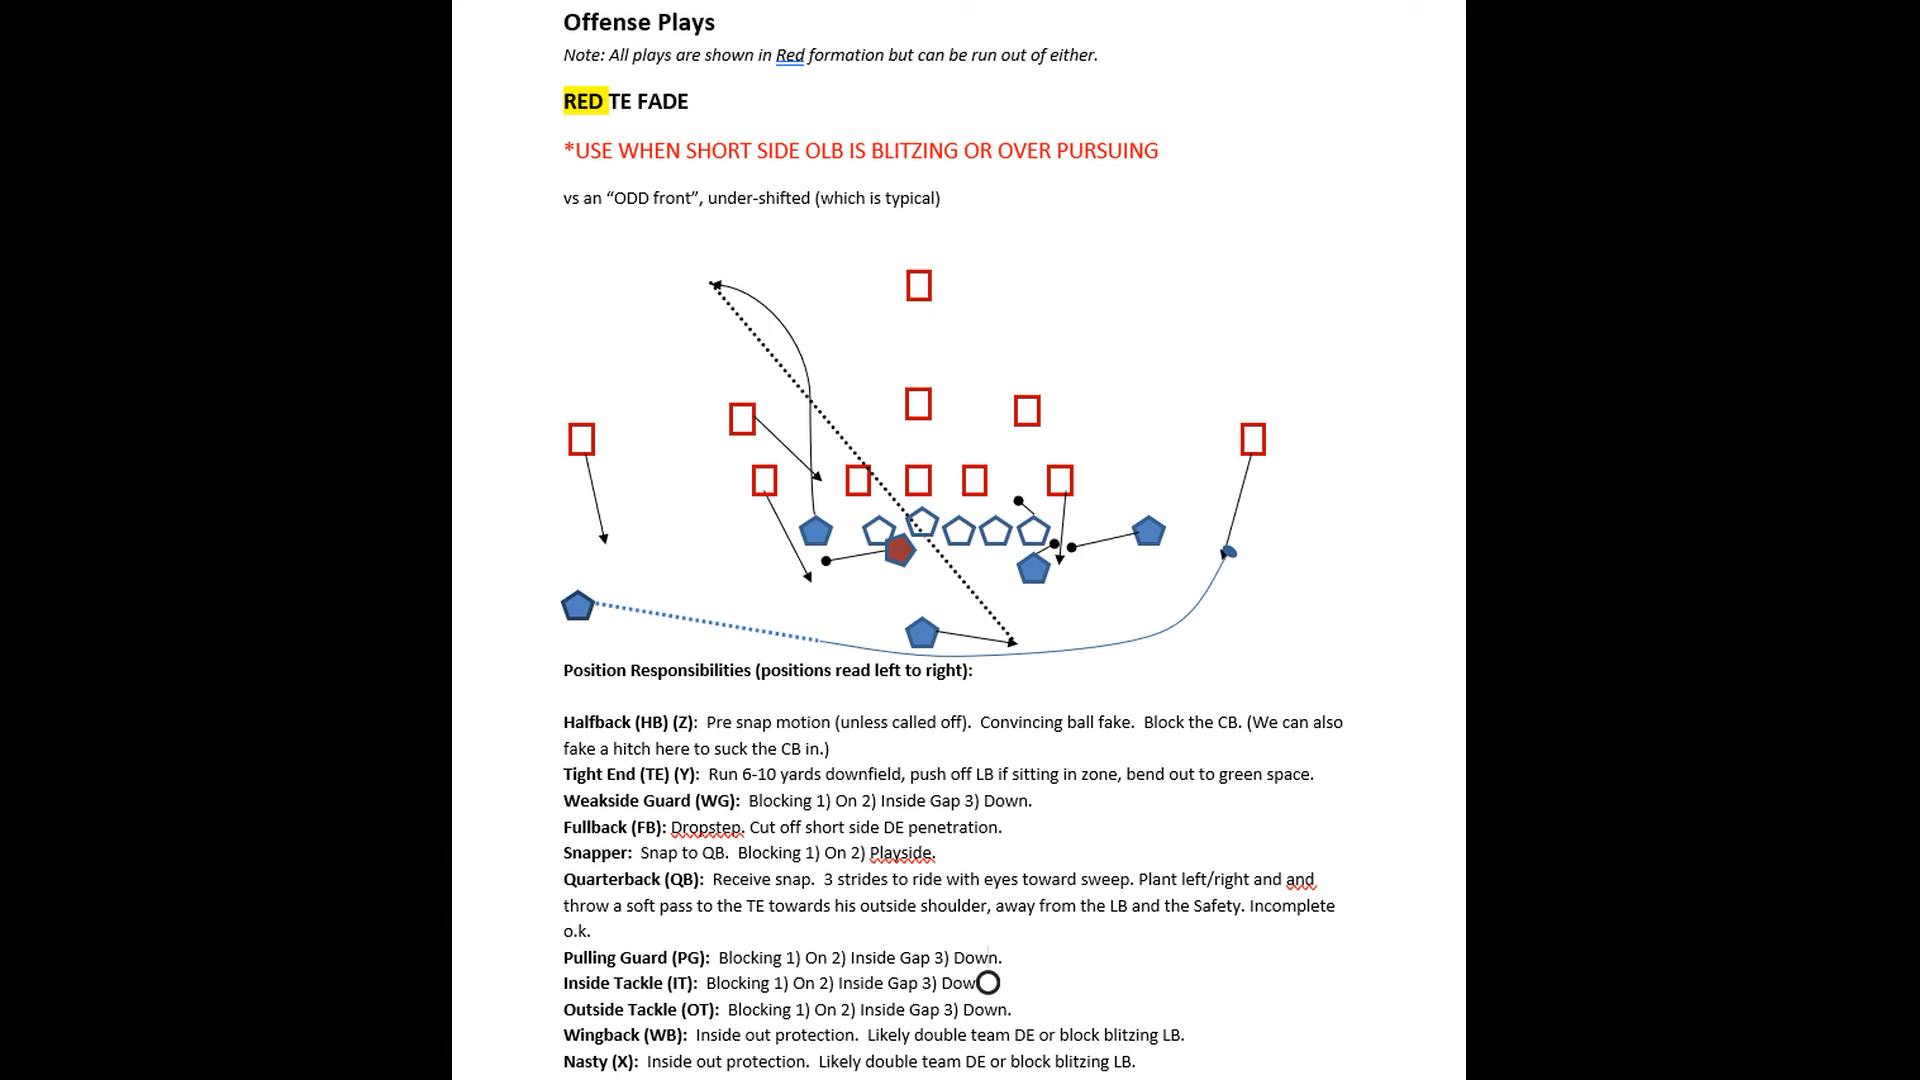 Offense Plays
Note: All plays are shown in Red formation but can be run out of either.
RED TE FADE
*USE WHEN SHORT SIDE OLB IS BLITZING OR OVER PURSUING
vs an “ODD front”, under-shifted (which is typical)
Position Responsibilities (positions read left to right):
Halfback (HB) (Z): Pre snap motion (unless called off). Convincing ball fake. Block the CB. (We can also
fake a hitch here to suck the CB in.)
Tight End (TE) (Y): Run 6-10 yards downfield, push off LB if sitting in zone, bend out to green space.
Weakside Guard (WG): Blocking 1) On 2) Inside Gap 3) Down.
Fullback (FB): Dropstep. Cut off short side DE penetration.
Snapper: Snap to QB. Blocking 1) On 2) Playside.
Quarterback (QB): Receive snap. 3 strides to ride with eyes toward sweep. Plant left/right and and
throw a soft pass to the TE towards his outside shoulder, away from the LB and the Safety. Incomplete
o.k.
Pulling Guard (PG): Blocking 1) On 2) Inside Gap 3) Down.
Inside Tackle (IT): Blocking 1) On 2) Inside Gap 3) Dow
Outside Tackle (OT): Blocking 1) On 2) Inside Gap 3) Down.
Wingback (WB): Inside out protection. Likely double team DE or block blitzing LB.
Nasty (X): Inside out protection. Likely double team DE or block blitzing LB.